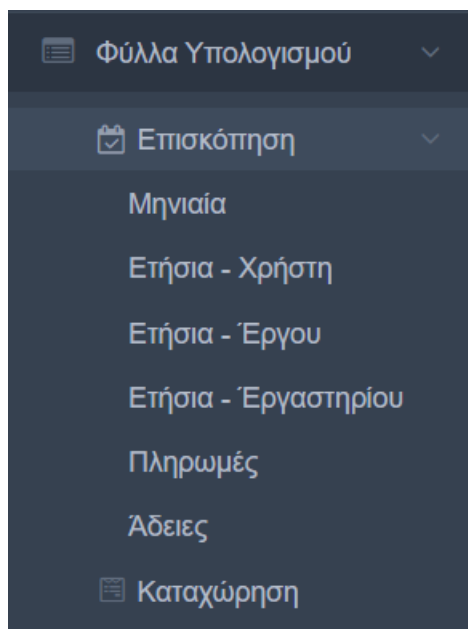 Φύλλα Υπολογισμού
Επισκόπηση
Μηνιαία
Ετήσια - Χρήστη
Ετήσια - Έργου
Ετήσια - Έργαστηρίου
Πληρωμές
Άδειες
Καταχώρηση